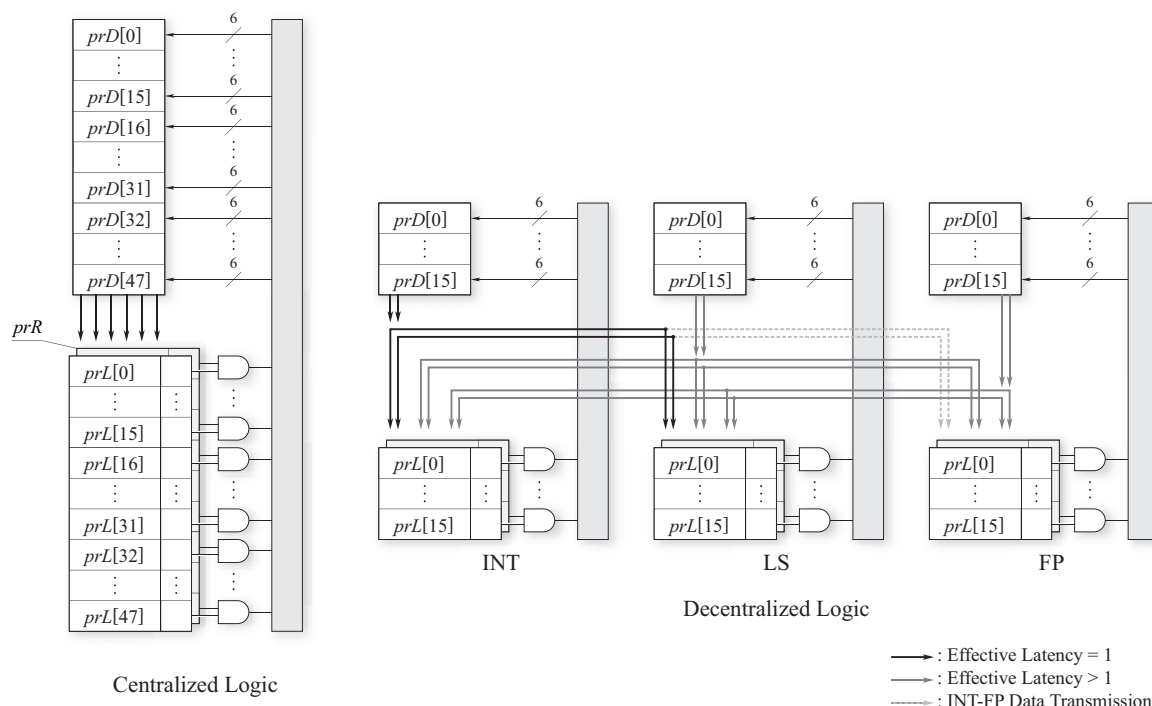 6
prD[0]
⋮ ⋮
6
prD[15]
6
prD[16]
⋮ ⋮
6
prD[31]
6
prD[32]
⋮ ⋮
6
prD[47]
prR
prL[0]
⋮ ⋮ ⋮
prL[15]
prL[16]
⋮ ⋮ ⋮
prL[31]
prL[32]
⋮ ⋮ ⋮
prL[47]
Centralized Logic
6 6 6
prD[0] prD[0] prD[0]
⋮ ⋮ ⋮ ⋮ ⋮ ⋮
6 6 6
prD[15] prD[15] prD[15]
prL[0] prL[0] prL[0]
⋮ ⋮ ⋮ ⋮ ⋮ ⋮ ⋮ ⋮ ⋮
prL[15] prL[15] prL[15]
INT LS FP
Decentralized Logic
: Effective Latency = 1
: Effective Latency > 1
: INT-FP Data Transmission